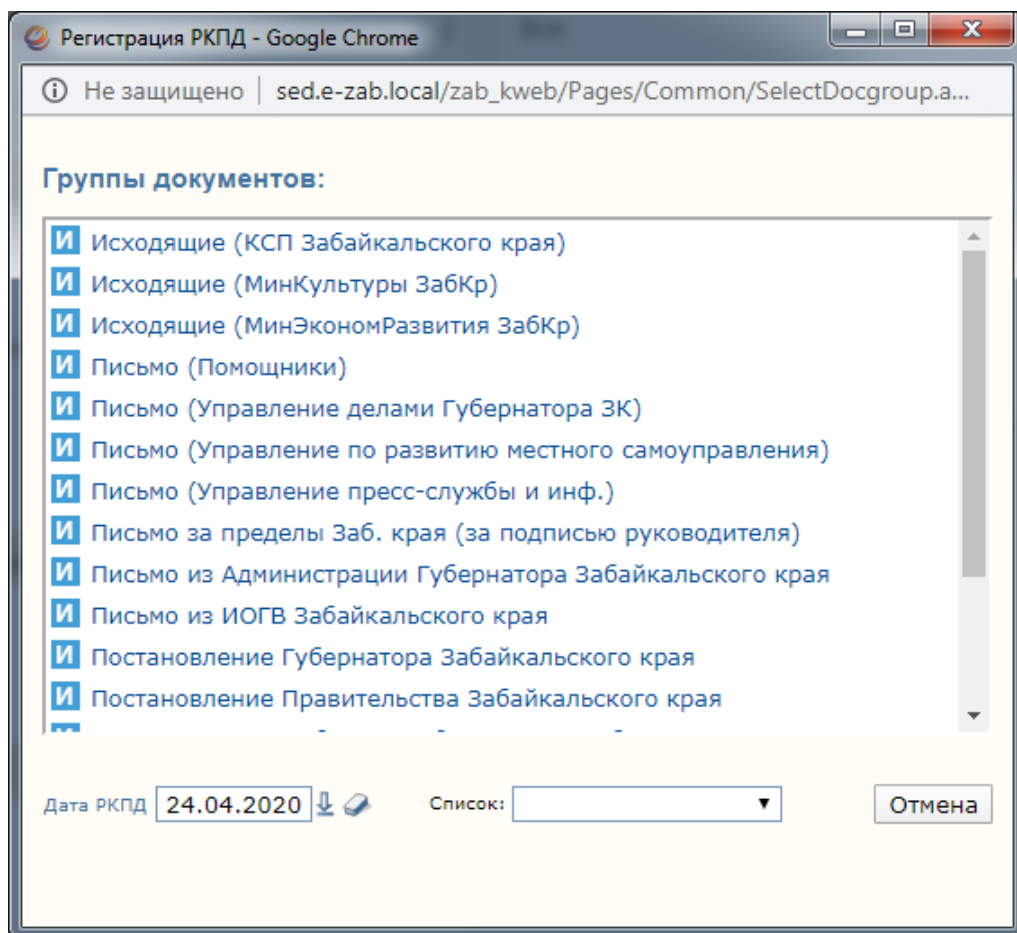 Регистрация РКПД - Google Chrome
Не защищено | sed.e-zab.local/zab_kweb/Pages/Common/SelectDocgroup.a...
Группы документов:
И Исходящие (КСП Забайкальского края)
И Исходящие (МинКультуры ЗабКр)
И Исходящие (МинЭкономРазвития ЗабКр)
И Письмо (Помощники)
И Письмо (Управление делами Губернатора ЗК)
И Письмо (Управление по развитию местного самоуправления)
И Письмо (Управление пресс-службы и инф.)
И Письмо за пределы Заб. края (за подписью руководителя)
И Письмо из Администрации Губернатора Забайкальского края
И Письмо из ИОГВ Забайкальского края
И Постановление Губернатора Забайкальского края
И Постановление Правительства Забайкальского края
Дата РКПД 24.04.2020 Список: Отмена